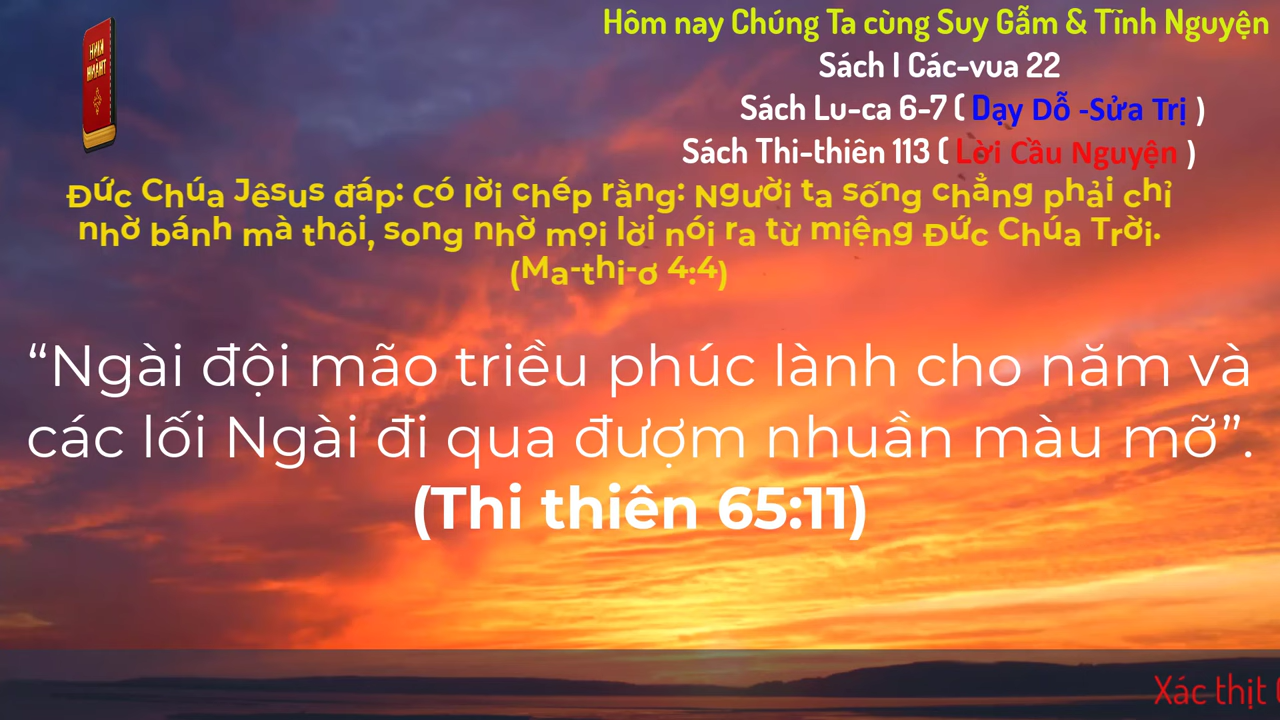 KINH
THÁNH
Hôm nay Chúng Ta cùng Suy Gẫm & Tĩnh Nguyện
Sách I Các-vua 22
Sách Lu-ca 6-7 ( Dạy Dỗ -Sửa Trị )
Sách Thi-thiên 113 ( Lời Cầu Nguyện )
Đức Chúa Jêsus đáp: Có lời chép rằng: Người ta sống chẳng phải chỉ
nhờ bánh mà thôi, song nhờ mọi lời nói ra từ miệng Đức Chúa Trời.
(Ma-thi-ơ 4:4)
“Ngài đội mão triều phúc lành cho năm và
các lối Ngài đi qua đượm nhuần màu mỡ”.
(Thi thiên 65:11)
Xác thịt